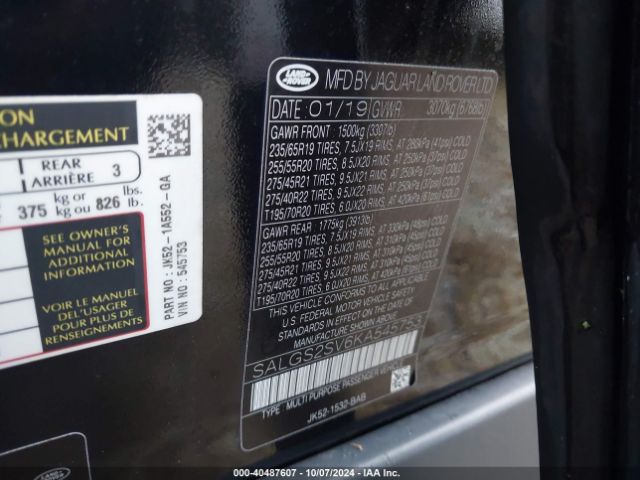 ION
CHARGEMENT
REAR
ARRIÈRE 3
375 kg or kg ou 826 lbs. lb.
SEE OWNER'S
MANUAL FOR
ADDITIONAL
INFORMATION
VOIR LE MANUEL
DEL'USAGER
POUR PLUS DE
RENSEIGNEMENTS
PART NO : JK52-1A552-GA
VIN NO : 545753
LAND ROVER
MFD BY JAGUAR LAND ROVER LTD
DATE 01/19 GVWR 3070kg (6768lb)
GAWR FRONT : 1500kg (3307lb)
235/65R19 TIRES, 7.5JX19 RIMS, AT 280kPa (41psi) COLD
255/55R20 TIRES, 8.5JX20 RIMS, AT 250kPa (37psi) COLD
275/45R21 TIRES, 9.5JX21 RIMS, AT 250kPa (37psi) COLD
275/40R22 TIRES, 9.5JX22 RIMS, AT 250kPa (37psi) COLD
T195/70R20 TIRES, 6.0JX20 RIMS, AT 420kPa (61psi) COLD
GAWR REAR 1775kg (3913lb)
235/65R19 TIRES, 7.5JX19 RIMS, AT 330kPa (48psi) COLD
255/55R20 TIRES, 8.5JX20 RIMS, AT 310kPa (45psi) COLD
275/45R21 TIRES, 9.5JX21 RIMS, AT 310kPa (45psi) COLD
275/40R22 TIRES, 9.5JX22 RIMS, AT 310kPa (45psi) COLD
T195/70R20 TIRES, 6.0JX20 RIMS, AT 420kPa (61psi) COLD
THIS VEHICLE CONFORMS TO ALL APPLICABLE
U.S. FEDERAL MOTOR VEHICLE SAFETY
STANDARDS IN EFFECT ON THE DATE OF
MANUFACTURE SHOWN ABOVE
SALGS2SV6KA545753
TYPE : MULTI PURPOSE PASSENGER VEHICLE
JK52-1532-BAB
LAND ROVER
000-40487607 - 10/07/2024 - IAA Inc.